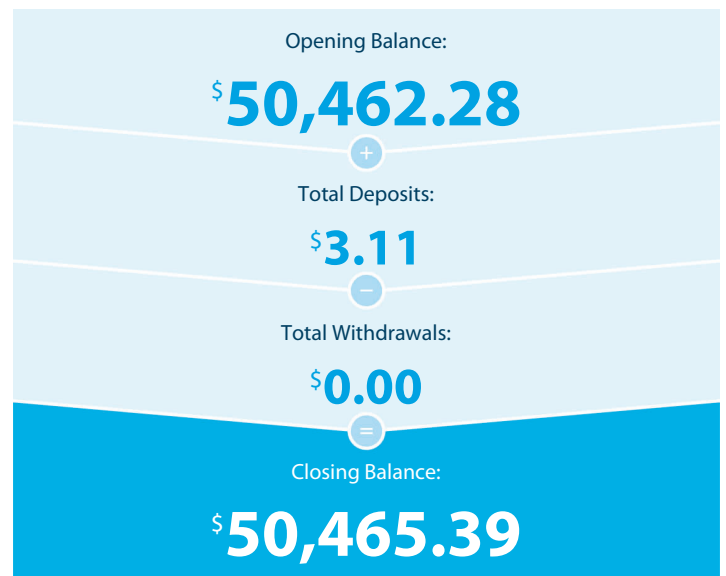 Opening Balance:
$50,462.28
+
Total Deposits:
$3.11
−
Total Withdrawals:
$0.00
=
Closing Balance:
$50,465.39